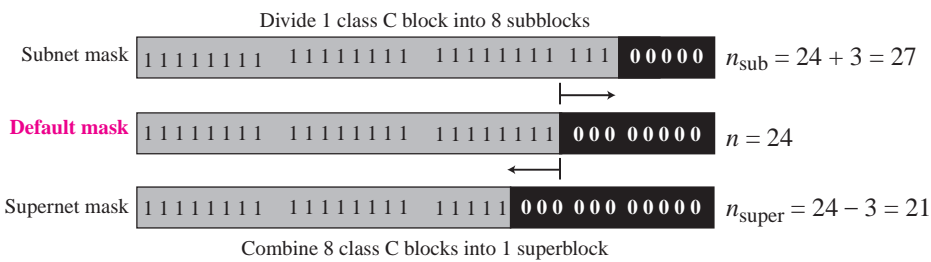 Divide 1 class C block into 8 subblocks
Subnet mask 11111111 11111111 11111111 111 00000 nsub = 24 + 3 = 27
Default mask 11111111 11111111 11111111 000 00000 n = 24
Supernet mask 11111111 11111111 11111 000 000 00000 nsuper = 24 − 3 = 21
Combine 8 class C blocks into 1 superblock